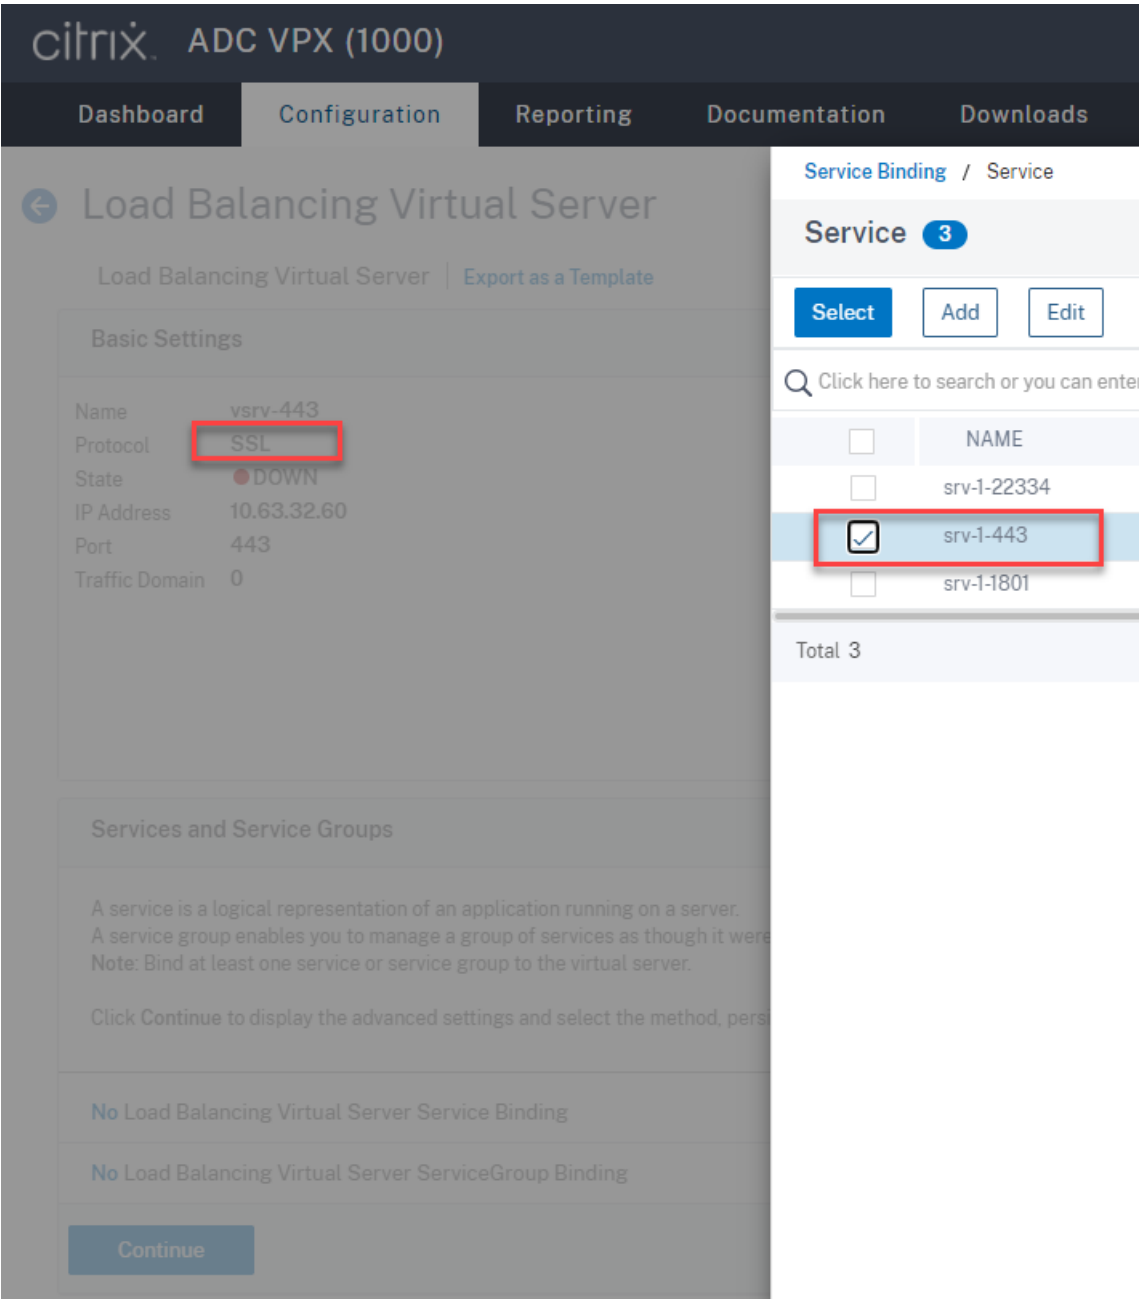 citrix. ADC VPX (1000)
Dashboard Configuration Reporting Documentation Downloads
Load Balancing Virtual Server
Load Balancing Virtual Server | Export as a Template
Basic Settings
Name vsrv-443
Protocol SSL
State DOWN
IP Address 10.63.32.60
Port 443
Traffic Domain 0
Services and Service Groups
A service is a logical representation of an application running on a server.
A service group enables you to manage a group of services as though it were
Note: Bind at least one service or service group to the virtual server.
Click Continue to display the advanced settings and select the method, pers
No Load Balancing Virtual Server Service Binding
No Load Balancing Virtual Server ServiceGroup Binding
Continue
Service Binding / Service
Service 3
Select Add Edit
Click here to search or you can enter
NAME
srv-1-22334
srv-1-443
srv-1-1801
Total 3